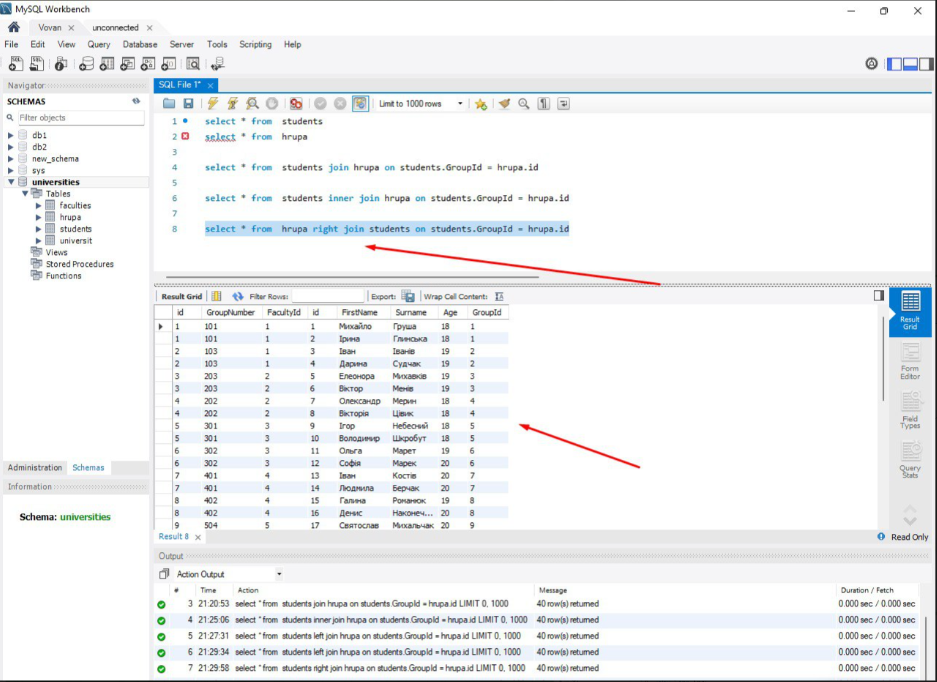 MySQL Workbench
Vovan unconnected
File Edit View Query Database Server Tools Scripting Help
Navigator
SCHEMAS
Filter objects
db1
db2
new_schema
sys
universities
Tables
faculties
hrupa
students
universit
Views
Stored Procedures
Functions
Administration Schemas
Information
Schema: universities
SQL File 1*
Limit to 1000 rows
1 select * from students
2 select * from hrupa
3
4 select * from students join hrupa on students.GroupId = hrupa.id
5
6 select * from students inner join hrupa on students.GroupId = hrupa.id
7
8 select * from hrupa right join students on students.GroupId = hrupa.id
Result Grid Filter Rows: Export: Wrap Cell Content:
id GroupNumber FacultyId id FirstName Surname Age GroupId
1 101 1 1 Михайло Груша 18 1
1 101 1 2 Ірина Глинська 18 1
2 103 1 3 Іван Іванів 19 2
2 103 1 4 Дарина Судчак 19 2
3 203 2 5 Елеонора Михавків 19 3
3 203 2 6 Віктор Менів 19 3
4 202 2 7 Олександр Мерин 18 4
4 202 2 8 Вікторія Цівик 18 4
5 301 3 9 Ігор Небесний 18 5
5 301 3 10 Володимир Шкробут 18 5
6 302 3 11 Ольга Марет 19 6
6 302 3 12 Софія Марек 20 6
7 401 4 13 Іван Костів 20 7
7 401 4 14 Людмила Берчак 20 7
8 402 4 15 Галина Романюк 19 8
8 402 4 16 Денис Наконеч... 20 8
9 504 5 17 Святослав Михальчак 20 9
Result Grid
Form Editor
Field Types
Query Stats
Result 8
Read Only
Output
Action Output
# Time Action Message Duration / Fetch
3 21:20:53 select * from students join hrupa on students.GroupId = hrupa.id LIMIT 0, 1000 40 row(s) returned 0.000 sec / 0.000 sec
4 21:25:06 select * from students inner join hrupa on students.GroupId = hrupa.id LIMIT 0, 1000 40 row(s) returned 0.000 sec / 0.000 sec
5 21:27:31 select * from students left join hrupa on students.GroupId = hrupa.id LIMIT 0, 1000 40 row(s) returned 0.000 sec / 0.000 sec
6 21:29:34 select * from students left join hrupa on students.GroupId = hrupa.id LIMIT 0, 1000 40 row(s) returned 0.000 sec / 0.000 sec
7 21:29:58 select * from students right join hrupa on students.GroupId = hrupa.id LIMIT 0, 1000 40 row(s) returned 0.000 sec / 0.000 sec